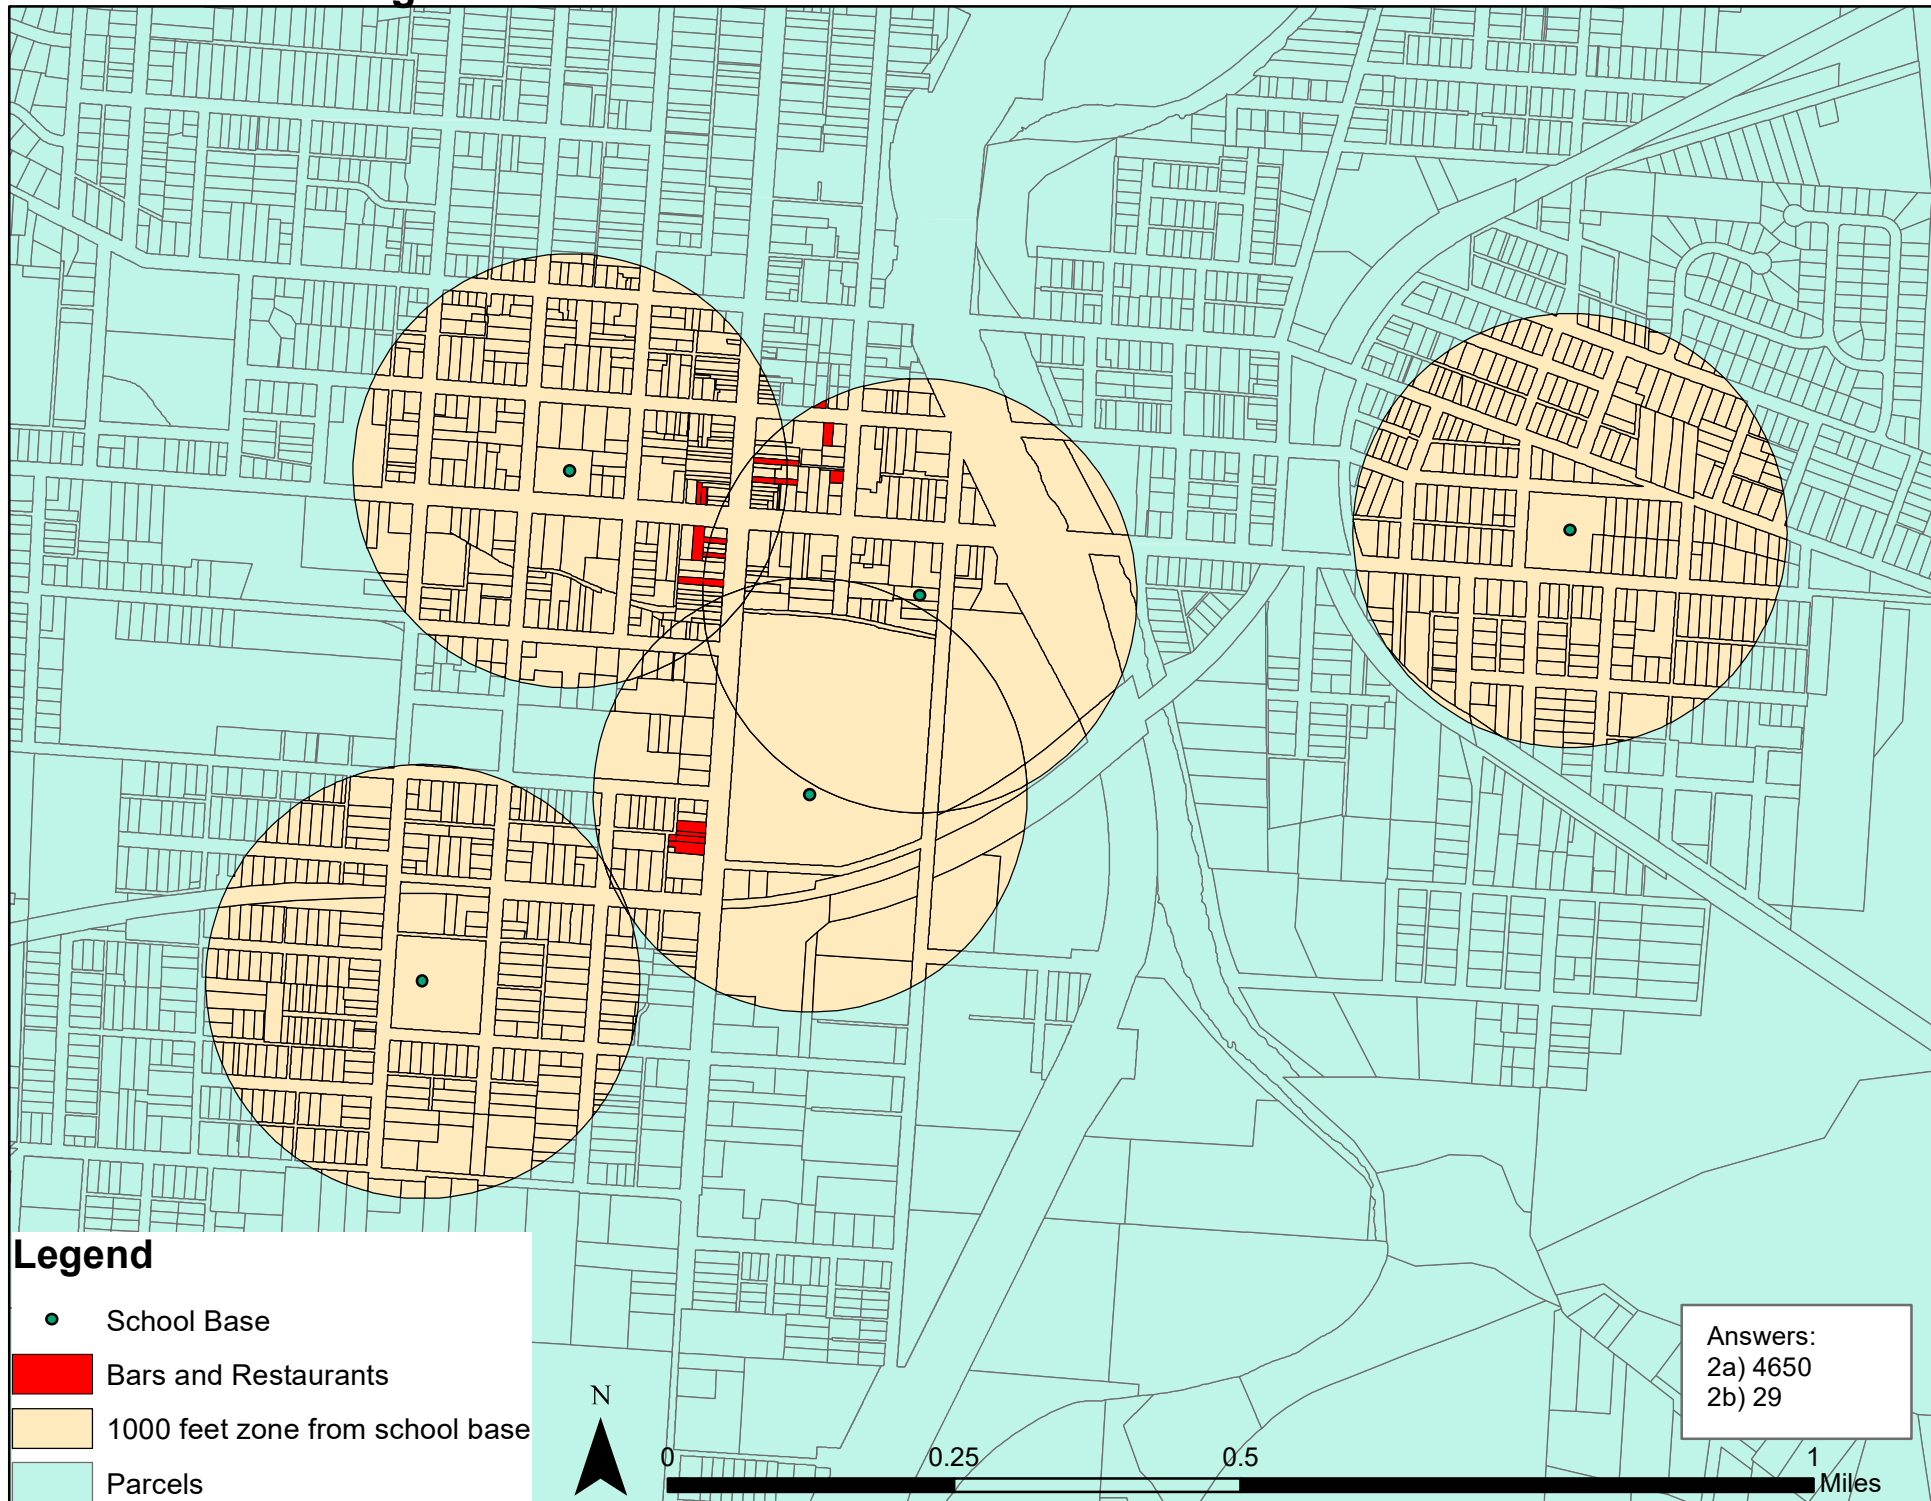 Legend
School Base
Bars and Restaurants
1000 feet zone from school base
Parcels
N
0 0.25 0.5 1
Miles
Answers:
2a) 4650
2b) 29